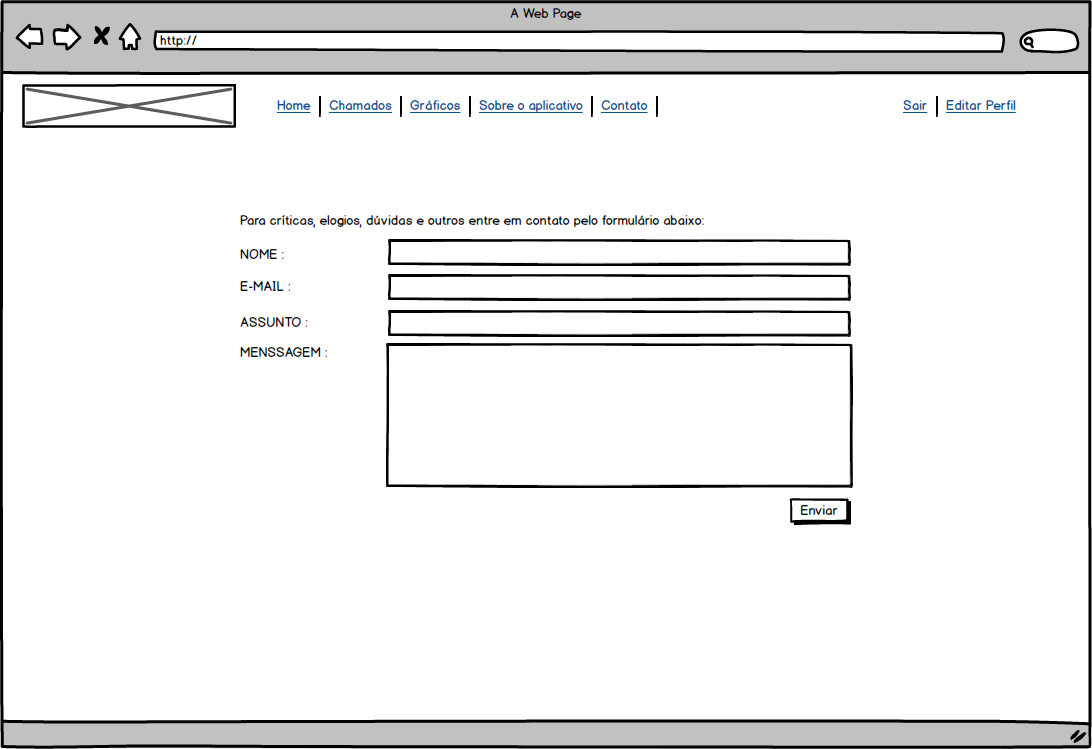 A Web Page
http://
Home | Chamados | Gráficos | Sobre o aplicativo | Contato | Sair | Editar Perfil
Para críticas, elogios, dúvidas e outros entre em contato pelo formulário abaixo:
NOME :
E-MAIL :
ASSUNTO :
MENSSAGEM :
Enviar